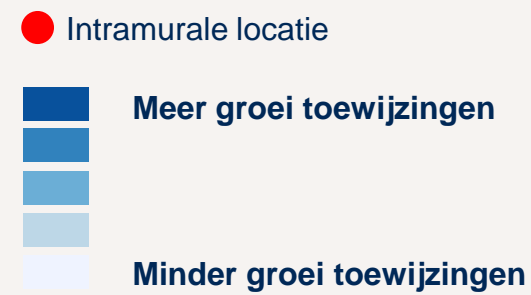 Intramurale locatie
Meer groei toewijzingen
Minder groei toewijzingen